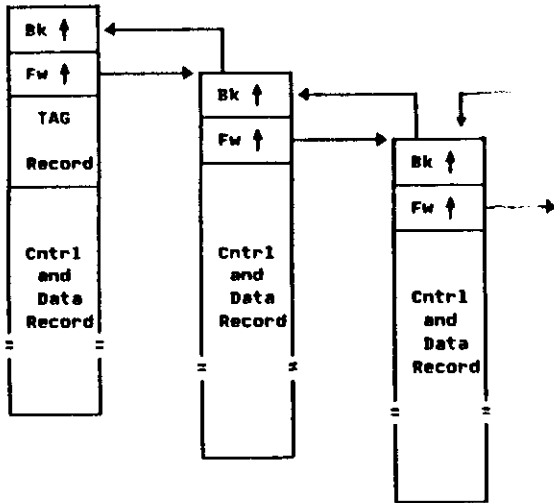 Bk ↑
Fw ↑
TAG
Record
Cntrl
and
Data
Record
Bk ↑
Fw ↑
Cntrl
and
Data
Record
Bk ↑
Fw ↑
Cntrl
and
Data
Record